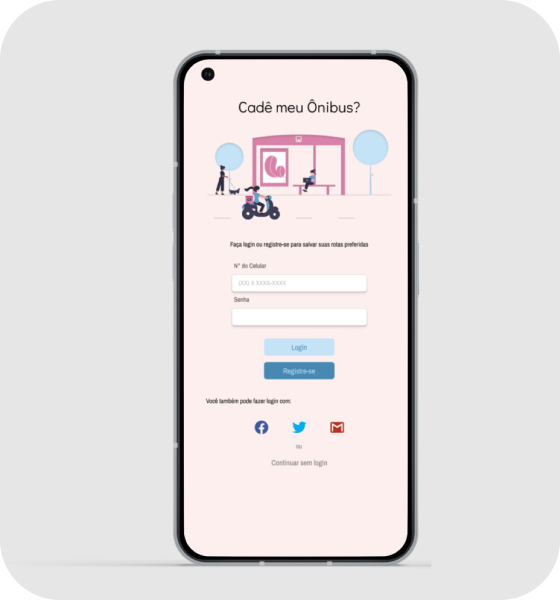 Cadê meu Ônibus?
Faça login ou registre-se para salvar suas rotas preferidas
N° do Celular
(XX) X XXXX-XXXX
Senha
Login
Registre-se
Você também pode fazer login com:
ou
Continuar sem login